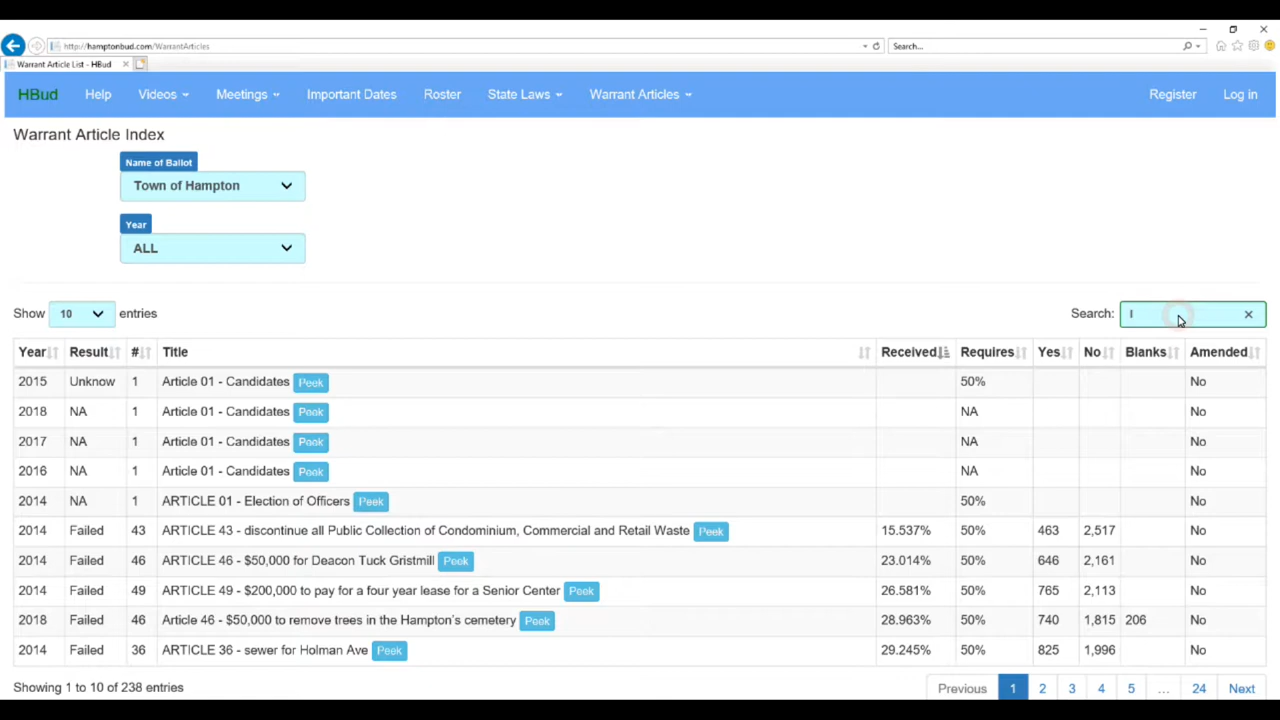 http://hamptonbud.com/WarrantArticles
Search...
Warrant Article List - HBud
HBud Help Videos Meetings Important Dates Roster State Laws Warrant Articles Register Log in
Warrant Article Index
Name of Ballot
Town of Hampton
Year
ALL
Show 10 entries Search:
Year Result # Title Received Requires Yes No Blanks Amended
2015 Unknow 1 Article 01 - Candidates Peek 50% No
2018 NA 1 Article 01 - Candidates Peek NA No
2017 NA 1 Article 01 - Candidates Peek NA No
2016 NA 1 Article 01 - Candidates Peek NA No
2014 NA 1 ARTICLE 01 - Election of Officers Peek 50% No
2014 Failed 43 ARTICLE 43 - discontinue all Public Collection of Condominium, Commercial and Retail Waste Peek 15.537% 50% 463 2,517 No
2014 Failed 46 ARTICLE 46 - $50,000 for Deacon Tuck Gristmill Peek 23.014% 50% 646 2,161 No
2014 Failed 49 ARTICLE 49 - $200,000 to pay for a four year lease for a Senior Center Peek 26.581% 50% 765 2,113 No
2018 Failed 46 Article 46 - $50,000 to remove trees in the Hampton's cemetery Peek 28.963% 50% 740 1,815 206 No
2014 Failed 36 ARTICLE 36 - sewer for Holman Ave Peek 29.245% 50% 825 1,996 No
Showing 1 to 10 of 238 entries Previous 1 2 3 4 5 ... 24 Next